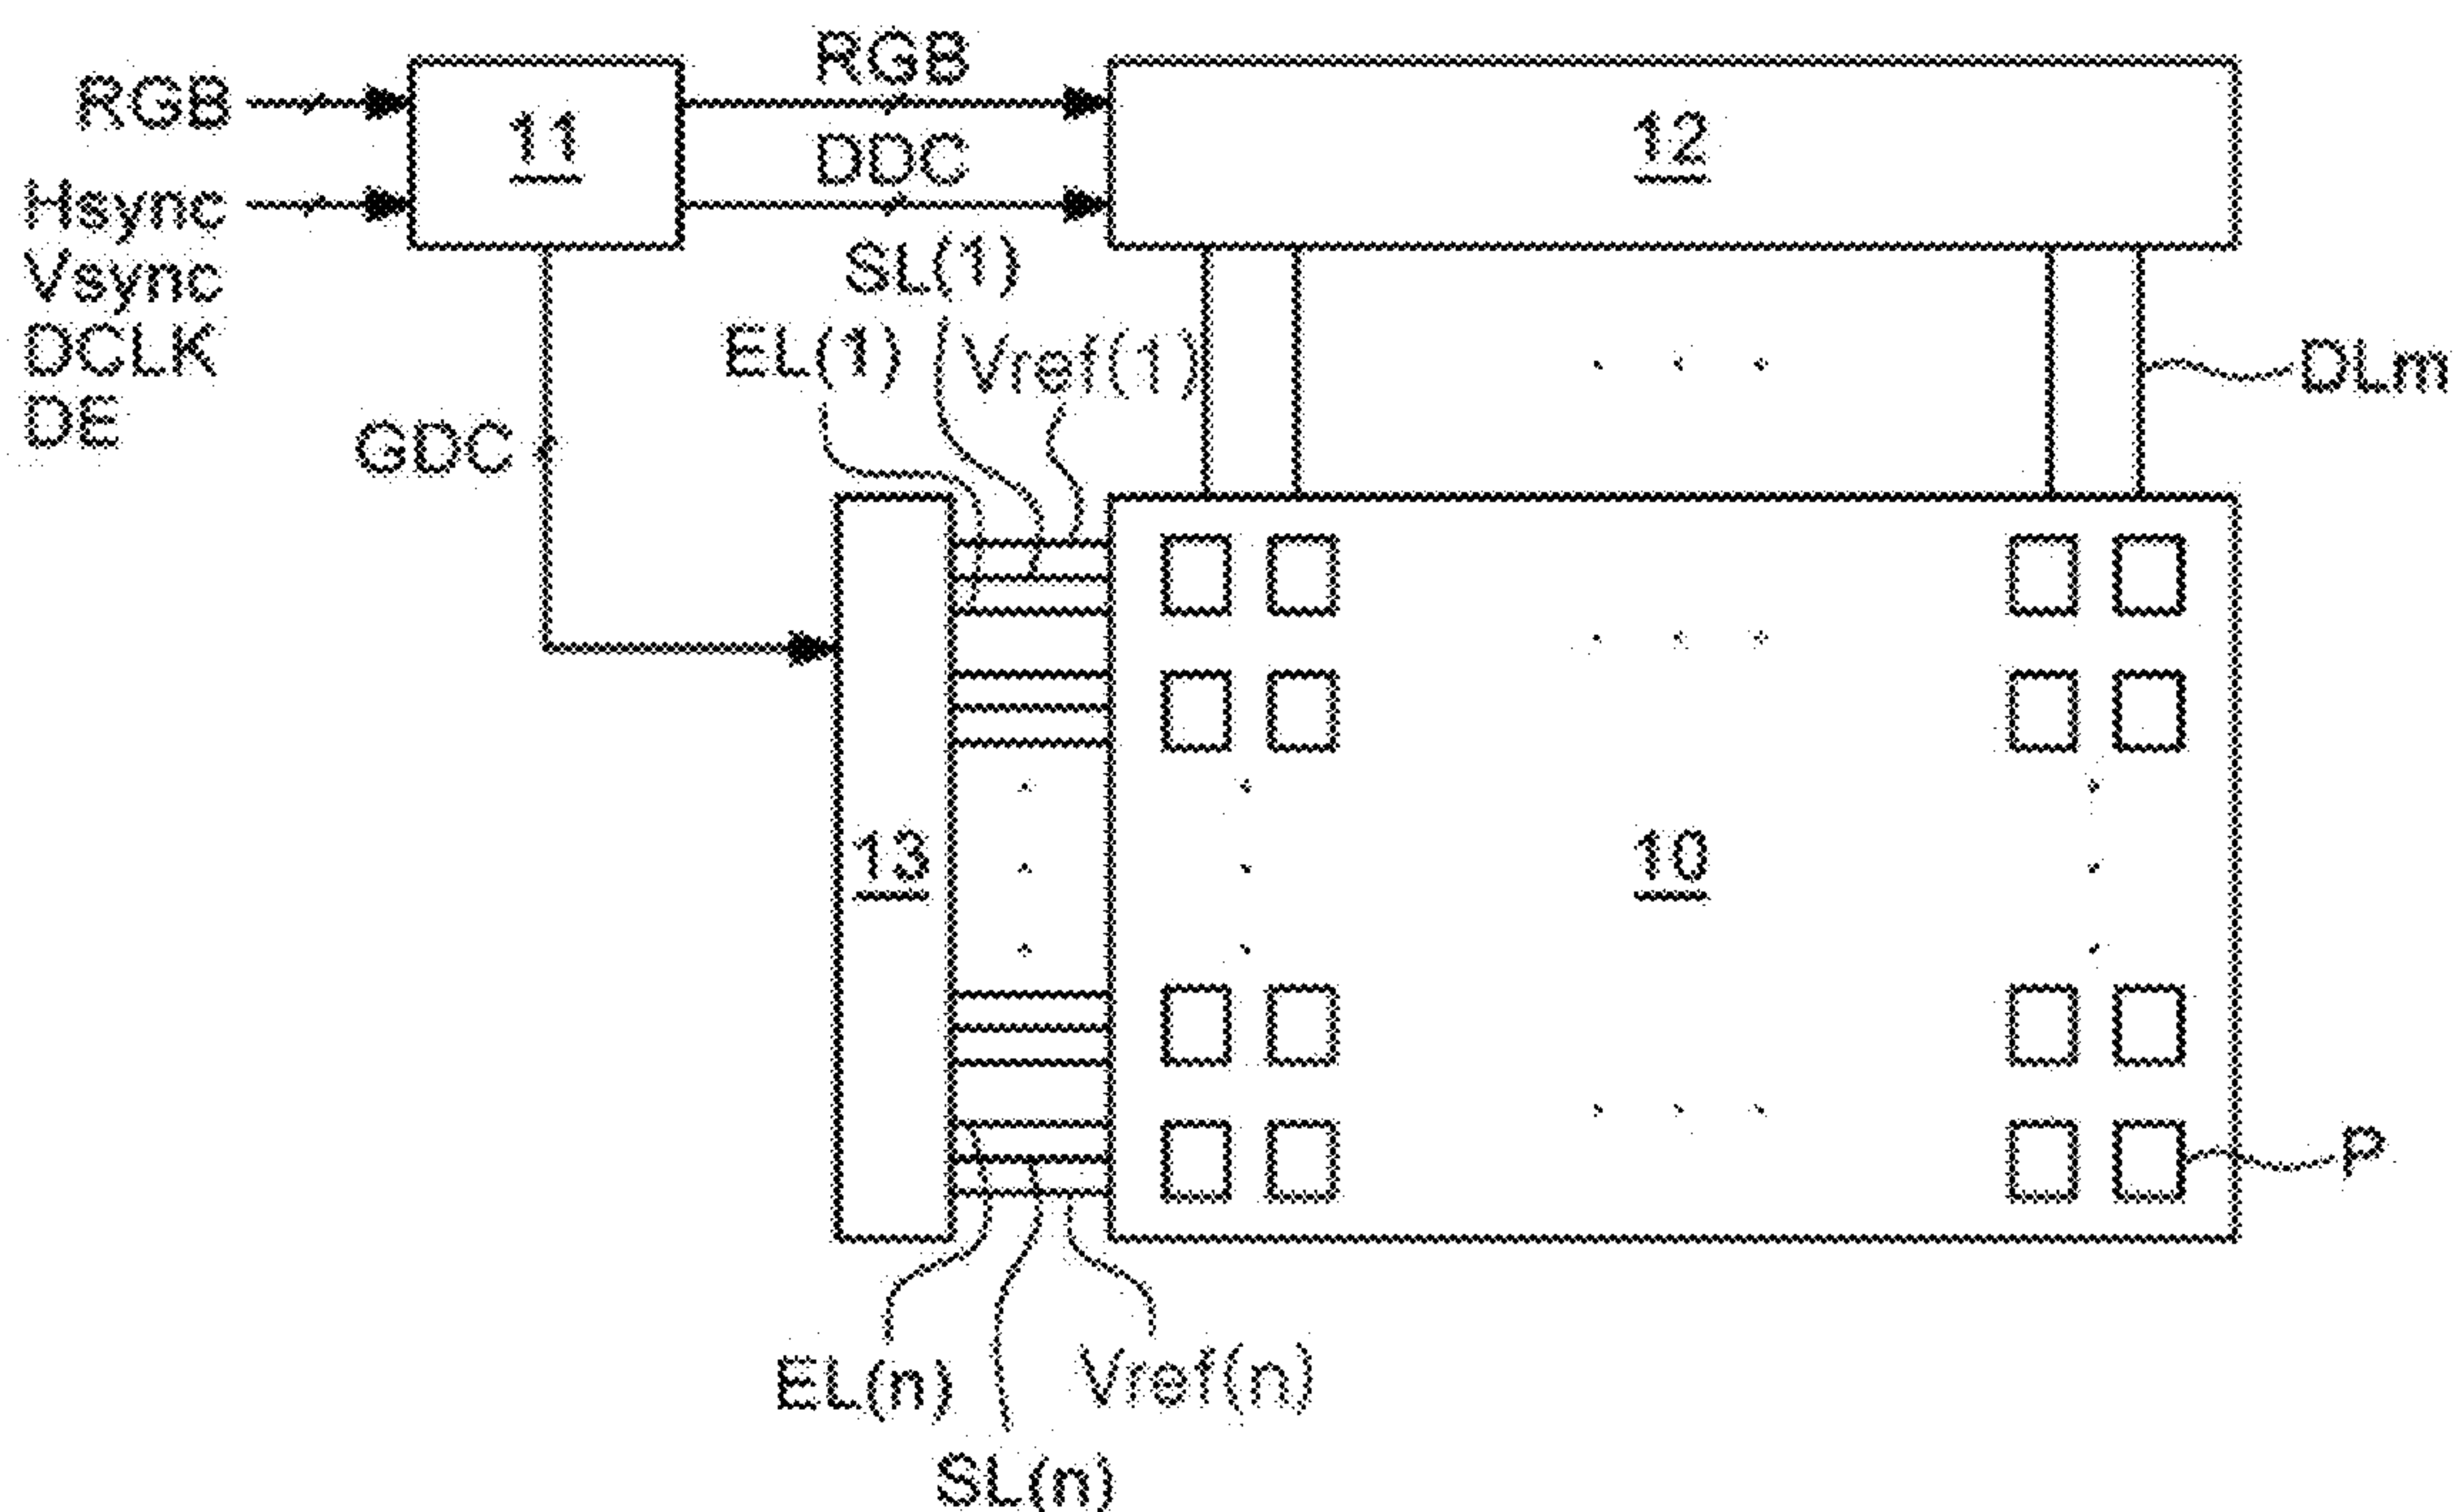 RGB
Hsync
Vsync
DCLK
DE
11
RGB
DDC
12
GDC
SL(1)
EL(1)
Vref(1)
DLm
13
10
P
EL(n)
Vref(n)
SL(n)